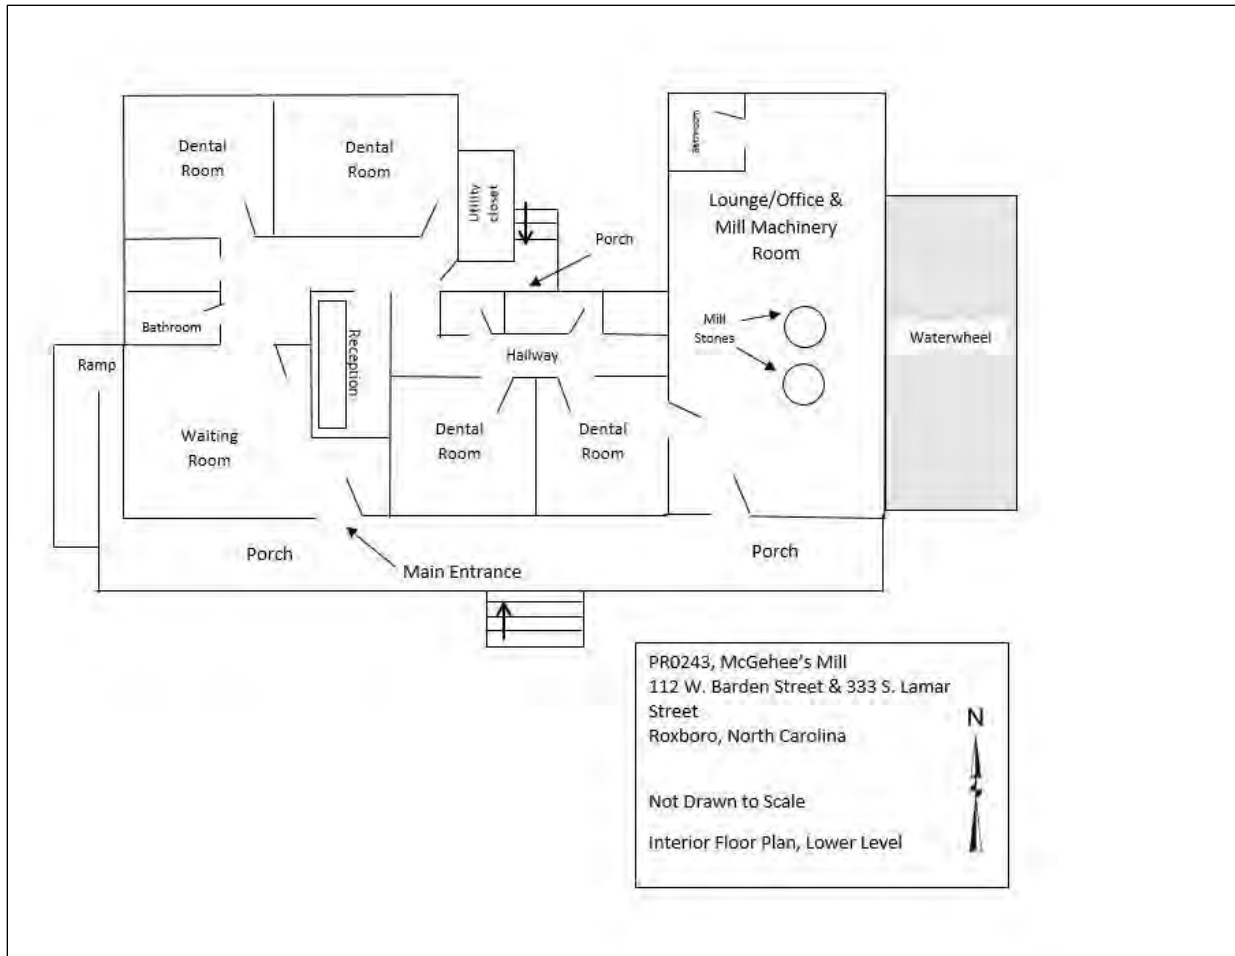 Dental
Room
Dental
Room
Utility
closet
Bathroom
Lounge/Office &
Mill Machinery
Room
Porch
Mill
Stones
Waterwheel
Bathroom
Reception
Hallway
Ramp
Waiting
Room
Dental
Room
Dental
Room
Porch
Main Entrance
Porch
PR0243, McGehee's Mill
112 W. Barden Street & 333 S. Lamar
Street
Roxboro, North Carolina
N
Not Drawn to Scale
Interior Floor Plan, Lower Level